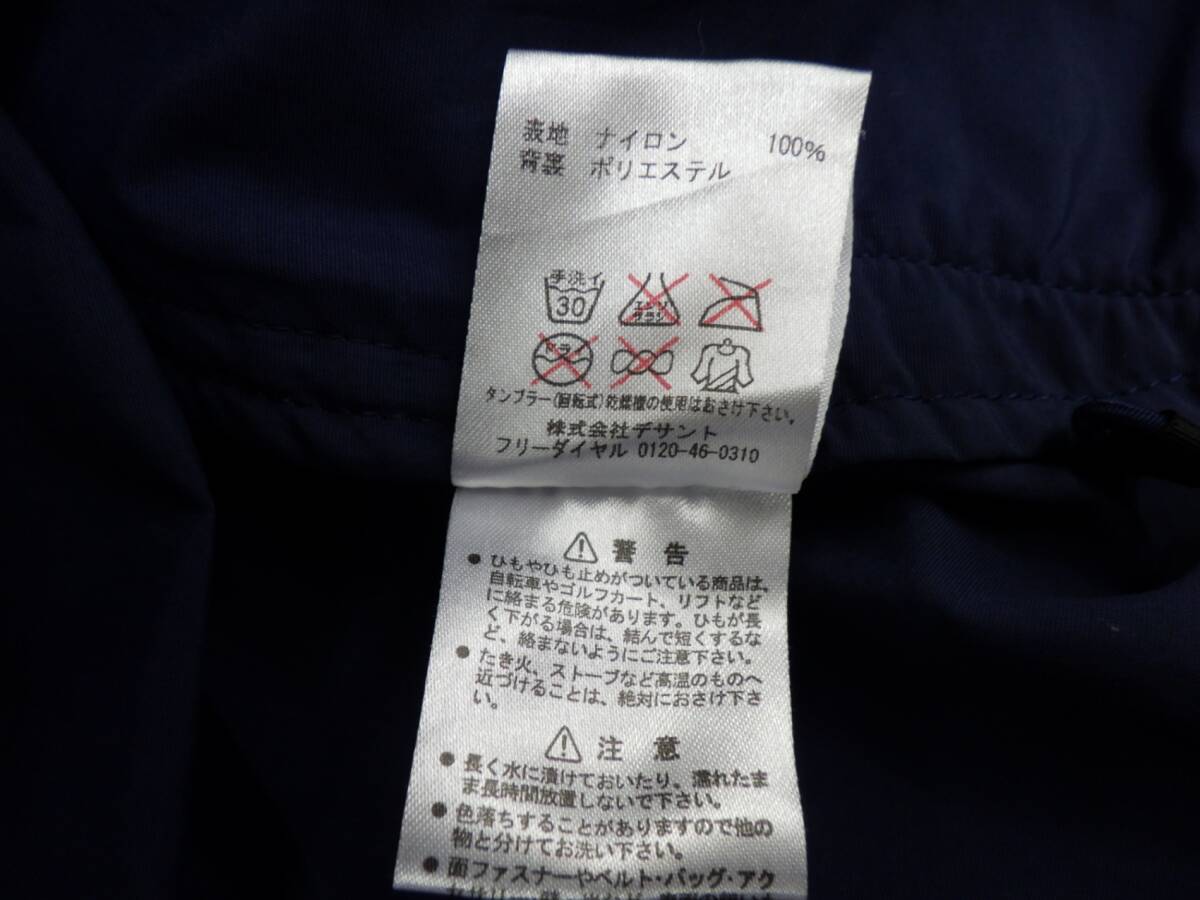 表地 ナイロン 100%
背裏 ポリエステル
手洗イ
30
エンソ
サラシ
ドライ
タンブラー(回転式)乾燥機の使用はおさけ下さい。
株式会社デサント
フリーダイヤル 0120-46-0310
警告
● ひもやひも止めがついている商品は、
自転車やゴルフカート、リフトなど
に絡まる危険があります。ひもが長
く下がる場合は、結んで短くするな
ど、絡まないようにご注意下さい。
● たき火、ストーブなど高温のものへ
近づけることは、絶対におさけ下さ
い。
注意
● 長く水に漬けておいたり、濡れたま
ま長時間放置しないで下さい。
● 色落ちすることがありますので他の
物と分けてお洗い下さい。
● 面ファスナーやベルト・バッグ・アク